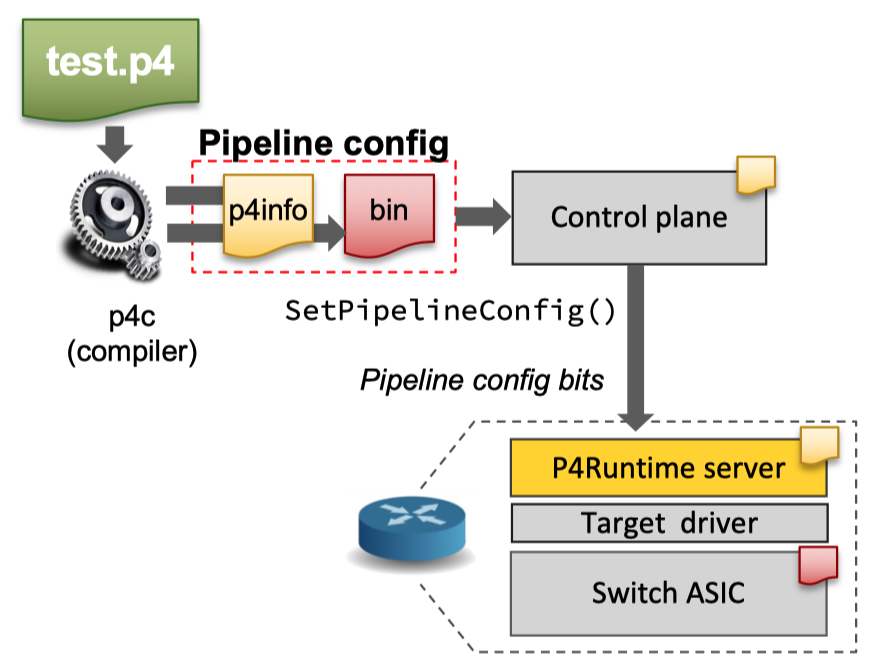 test.p4
Pipeline config
p4info
bin
Control plane
p4c
(compiler)
SetPipelineConfig()
Pipeline config bits
P4Runtime server
Target driver
Switch ASIC